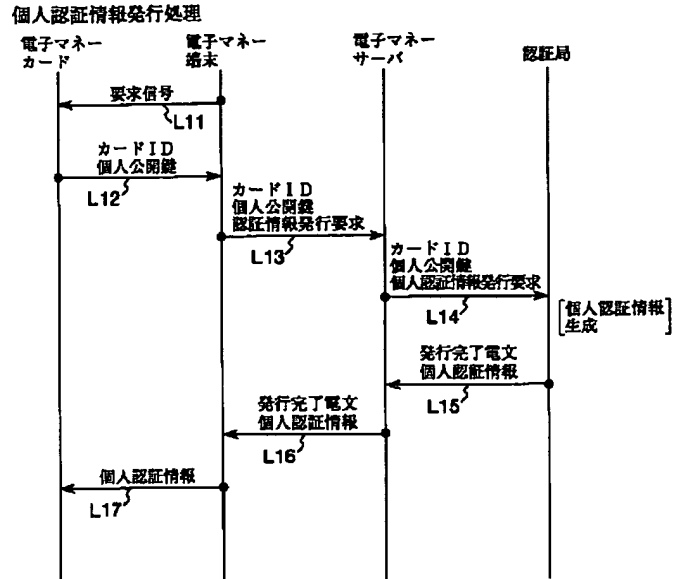 個人認証情報発行処理
電子マネー
カード
電子マネー
端末
電子マネー
サーバ
認証局
要求信号
L11
カードID
個人公開鍵
L12
カードID
個人公開鍵
認証情報発行要求
L13
カードID
個人公開鍵
個人認証情報発行要求
L14
個人認証情報
生成
発行完了電文
個人認証情報
L15
発行完了電文
個人認証情報
L16
個人認証情報
L17